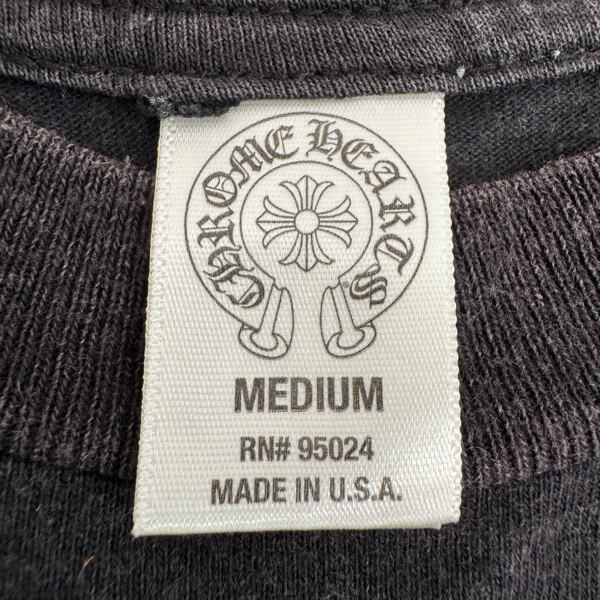 CHROME HEARTS
®
MEDIUM
RN# 95024
MADE IN U.S.A.